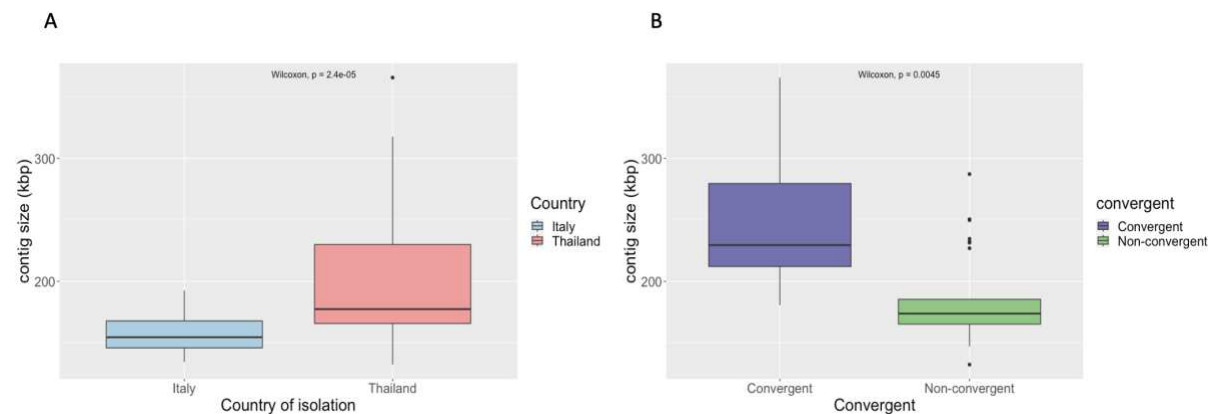 A
Wilcoxon, p = 2.4e-05
contig size (kbp)
300
200
Italy
Thailand
Country of isolation
Country
Italy
Thailand
B
Wilcoxon, p = 0.0045
contig size (kbp)
300
200
Convergent
Non-convergent
Convergent
convergent
Convergent
Non-convergent